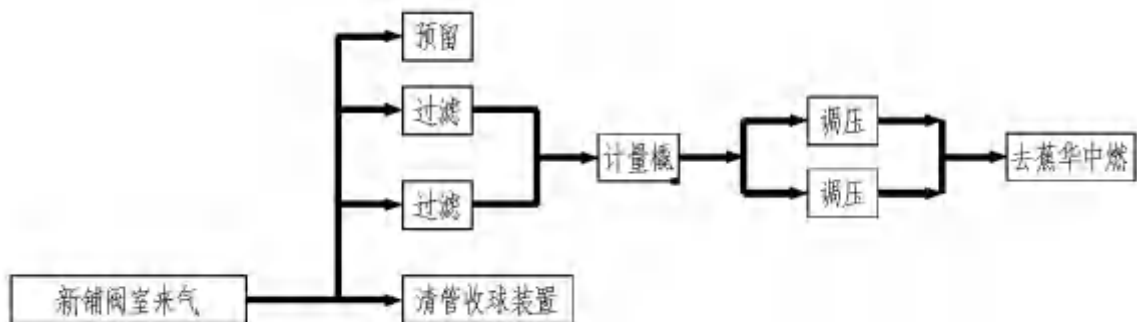 预留
过滤
过滤
计量橇
调压
调压
去蕉华中燃
新铺阀室来气
清管收球装置